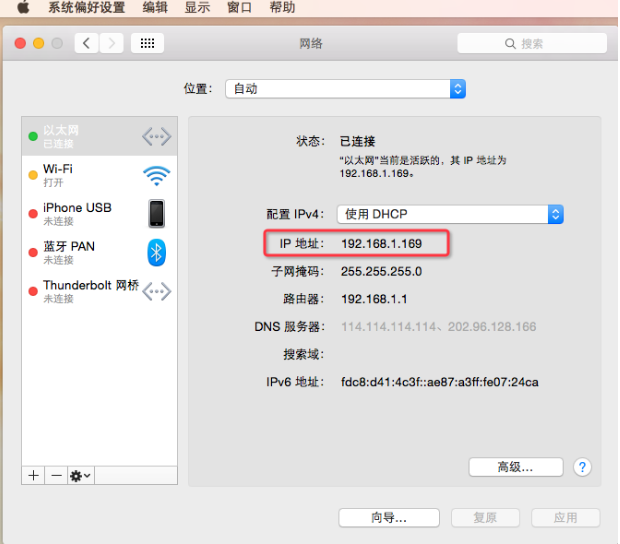 系统偏好设置 编辑 显示 窗口 帮助
网络
搜索
位置： 自动
以太网
已连接
Wi-Fi
打开
iPhone USB
未连接
蓝牙 PAN
未连接
Thunderbolt 网桥
未连接
状态： 已连接
“以太网”当前是活跃的，其 IP 地址为
192.168.1.169。
配置 IPv4： 使用 DHCP
IP 地址： 192.168.1.169
子网掩码： 255.255.255.0
路由器： 192.168.1.1
DNS 服务器： 114.114.114.114、202.96.128.166
搜索域：
IPv6 地址： fdc8:d41:4c3f::ae87:a3ff:fe07:24ca
高级... ?
向导... 复原 应用